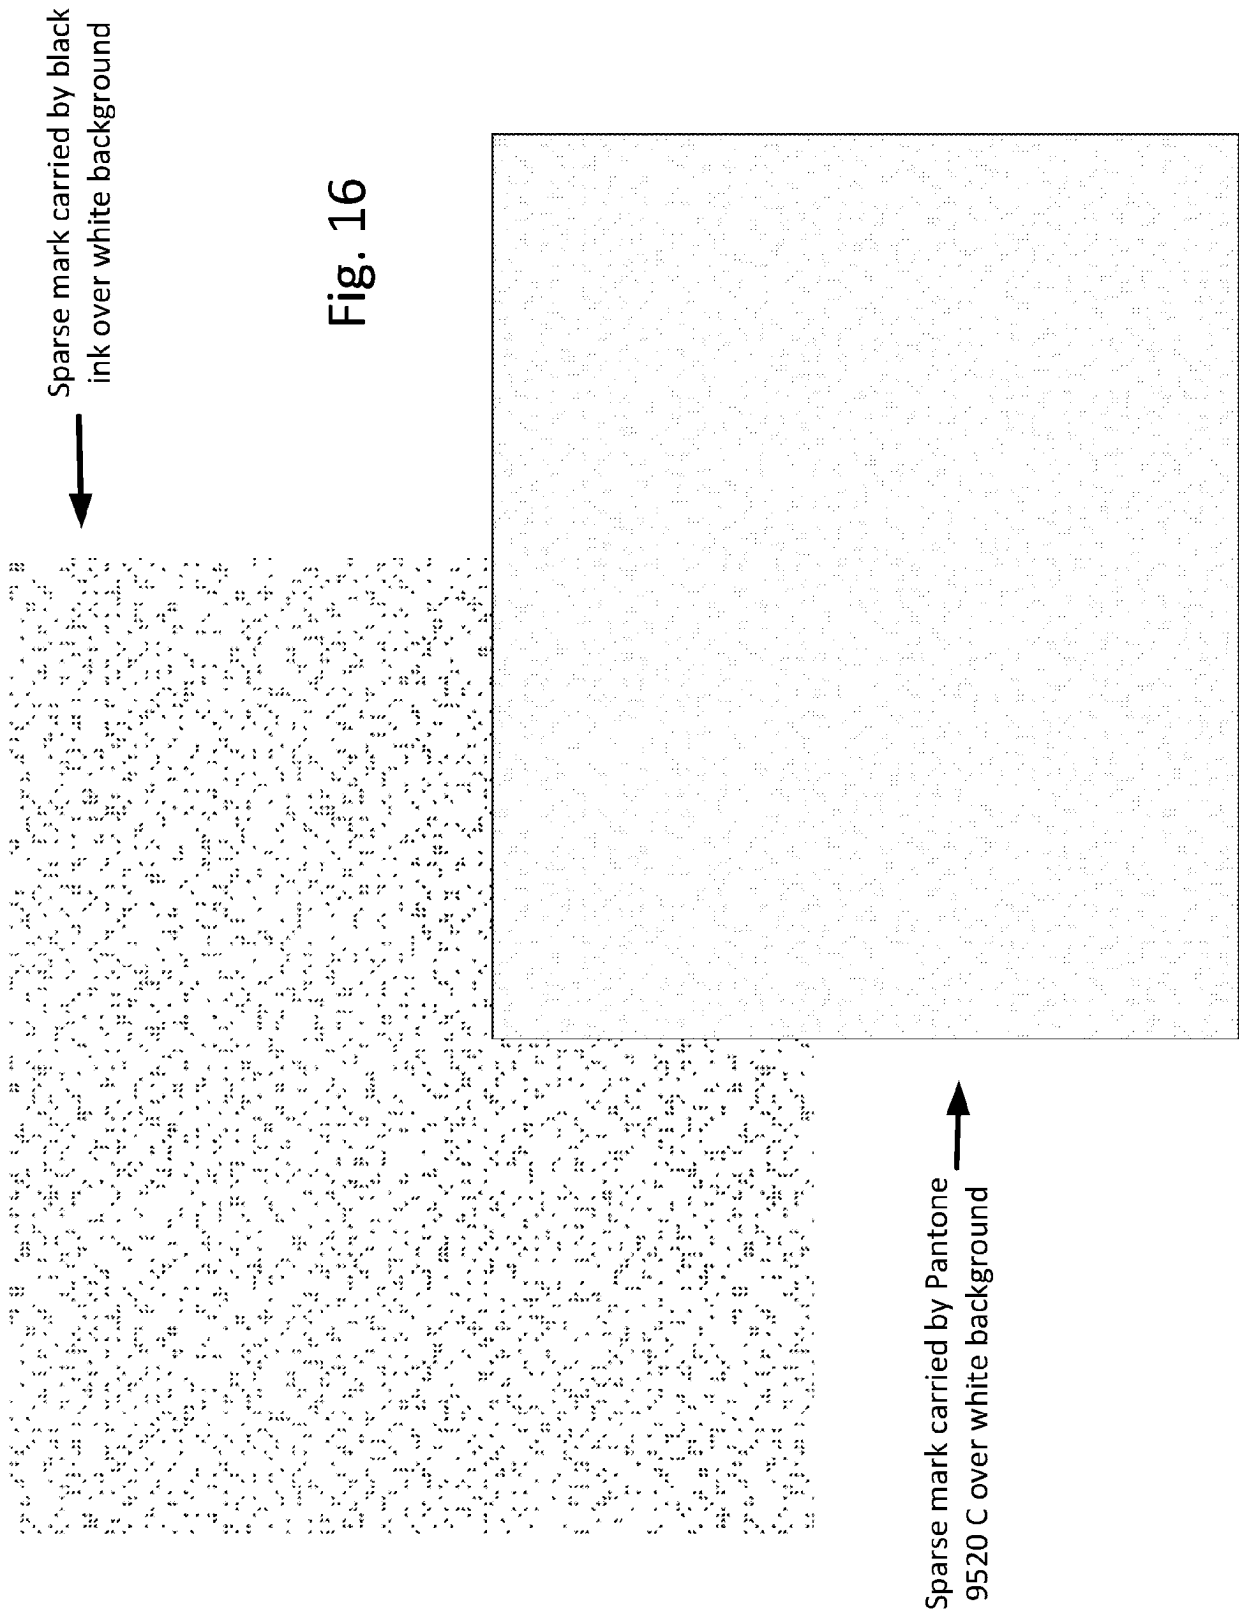 Sparse mark carried by black
ink over white background
Fig. 16
Sparse mark carried by Pantone
9520 C over white background